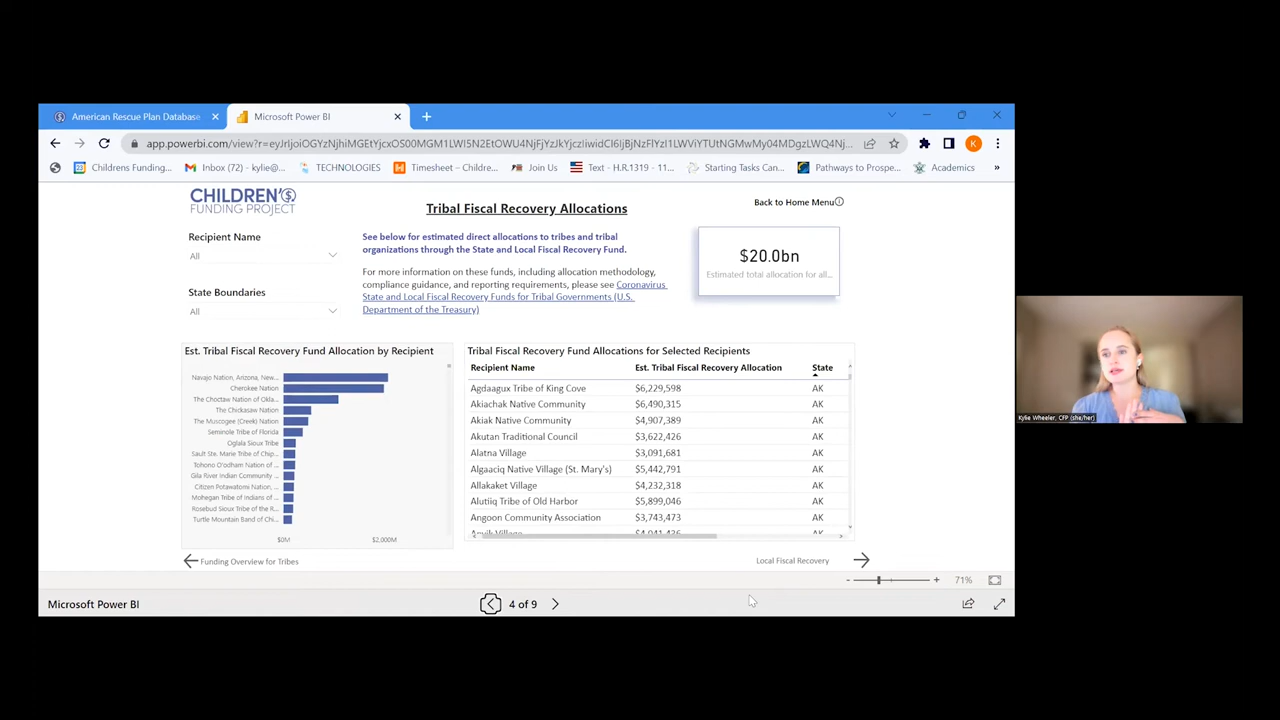 American Rescue Plan Database
Microsoft Power BI
Childrens Funding...
Inbox (72) - kylie@...
TECHNOLOGIES
Timesheet – Childre...
Join Us
Text - H.R.1319 - 11...
Starting Tasks Can...
Pathways to Prospe...
Academics
»
CHILDREN'$
FUNDING PROJECT
Tribal Fiscal Recovery Allocations
Back to Home Menu
Recipient Name
All
State Boundaries
All
See below for estimated direct allocations to tribes and tribal
organizations through the State and Local Fiscal Recovery Fund.
For more information on these funds, including allocation methodology,
compliance guidance, and reporting requirements, please see Coronavirus
State and Local Fiscal Recovery Funds for Tribal Governments (U.S.
Department of the Treasury)
$20.0bn
Estimated total allocation for all...
Est. Tribal Fiscal Recovery Fund Allocation by Recipient
Navajo Nation, Arizona, New...
Cherokee Nation
The Choctaw Nation of Okla...
The Chickasaw Nation
The Muscogee (Creek) Nation
Seminole Tribe of Florida
Oglala Sioux Tribe
Sault Ste. Marie Tribe of Chip...
Tohono O'odham Nation of ...
Gila River Indian Community ...
Citizen Potawatomi Nation, ...
Mohegan Tribe of Indians of ...
Rosebud Sioux Tribe of the R...
Turtle Mountain Band of Chi...
$0M $2,000M
Tribal Fiscal Recovery Fund Allocations for Selected Recipients
Recipient Name Est. Tribal Fiscal Recovery Allocation State
Agdaagux Tribe of King Cove $6,229,598 AK
Akiachak Native Community $6,490,315 AK
Akiak Native Community $4,907,389 AK
Akutan Traditional Council $3,622,426 AK
Alatna Village $3,091,681 AK
Algaaciq Native Village (St. Mary's) $5,442,791 AK
Allakaket Village $4,232,318 AK
Alutiiq Tribe of Old Harbor $5,899,046 AK
Angoon Community Association $3,743,473 AK
Anvik Village $4,041,436 AK
Funding Overview for Tribes
Local Fiscal Recovery
71%
Microsoft Power BI
4 of 9
Kylie Wheeler, CFP (she/her)